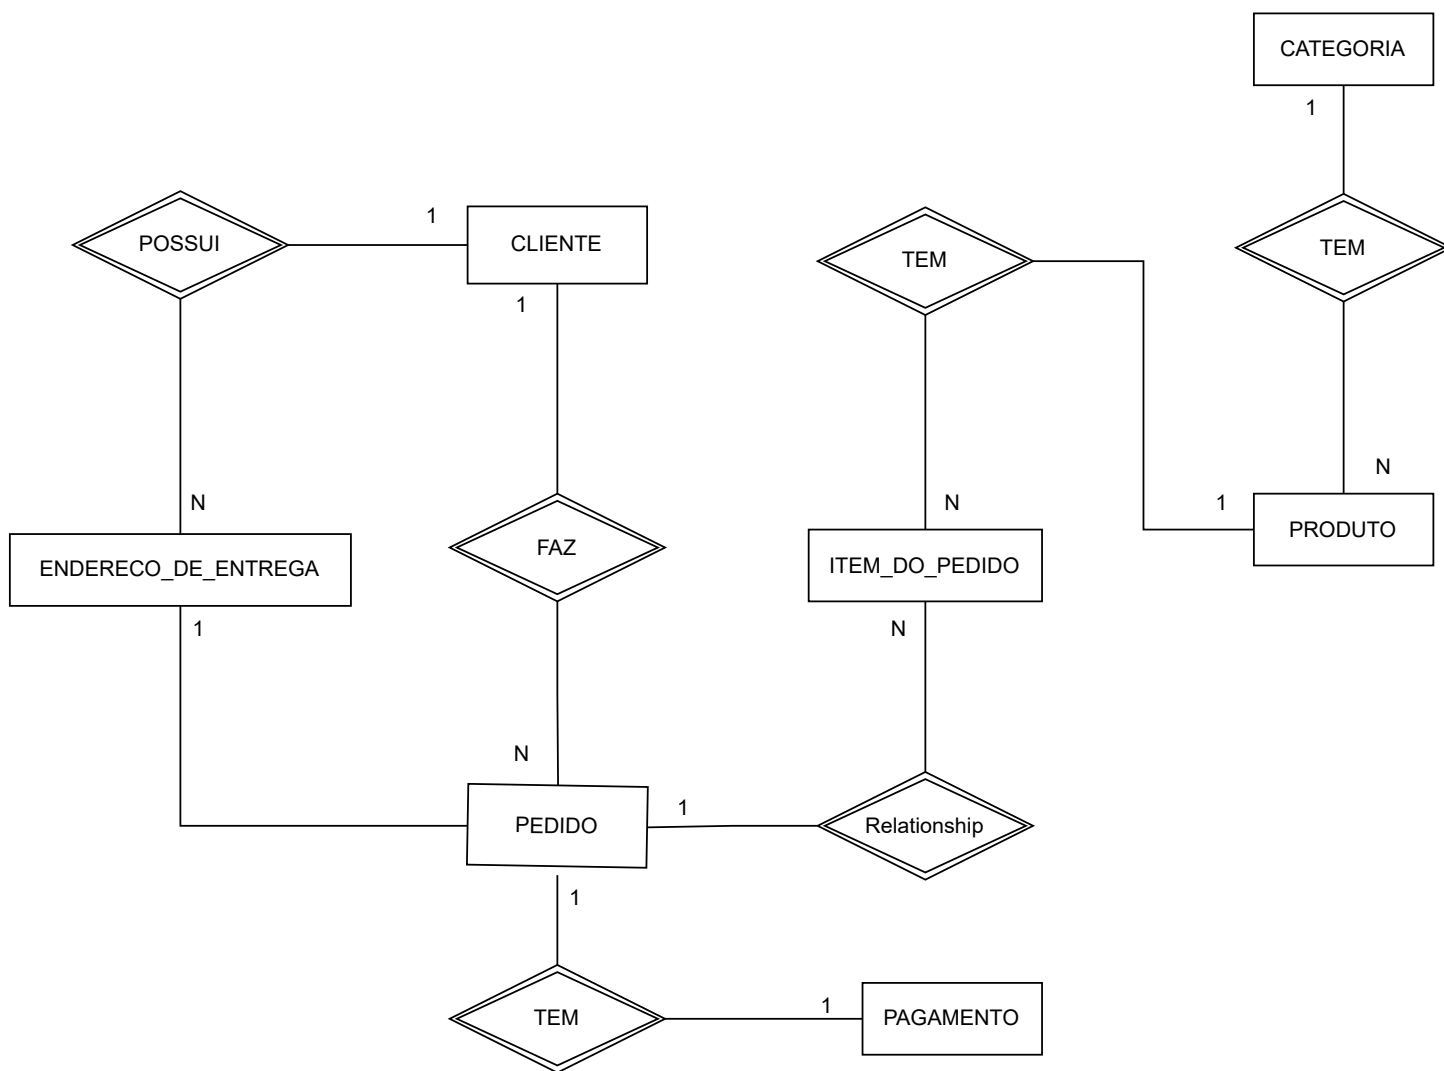 CATEGORIA
1
1
POSSUI
CLIENTE
TEM
TEM
1
N
N
N
1
ENDERECO_DE_ENTREGA
FAZ
ITEM_DO_PEDIDO
PRODUTO
1
N
N
1
PEDIDO
Relationship
1
TEM
1
PAGAMENTO